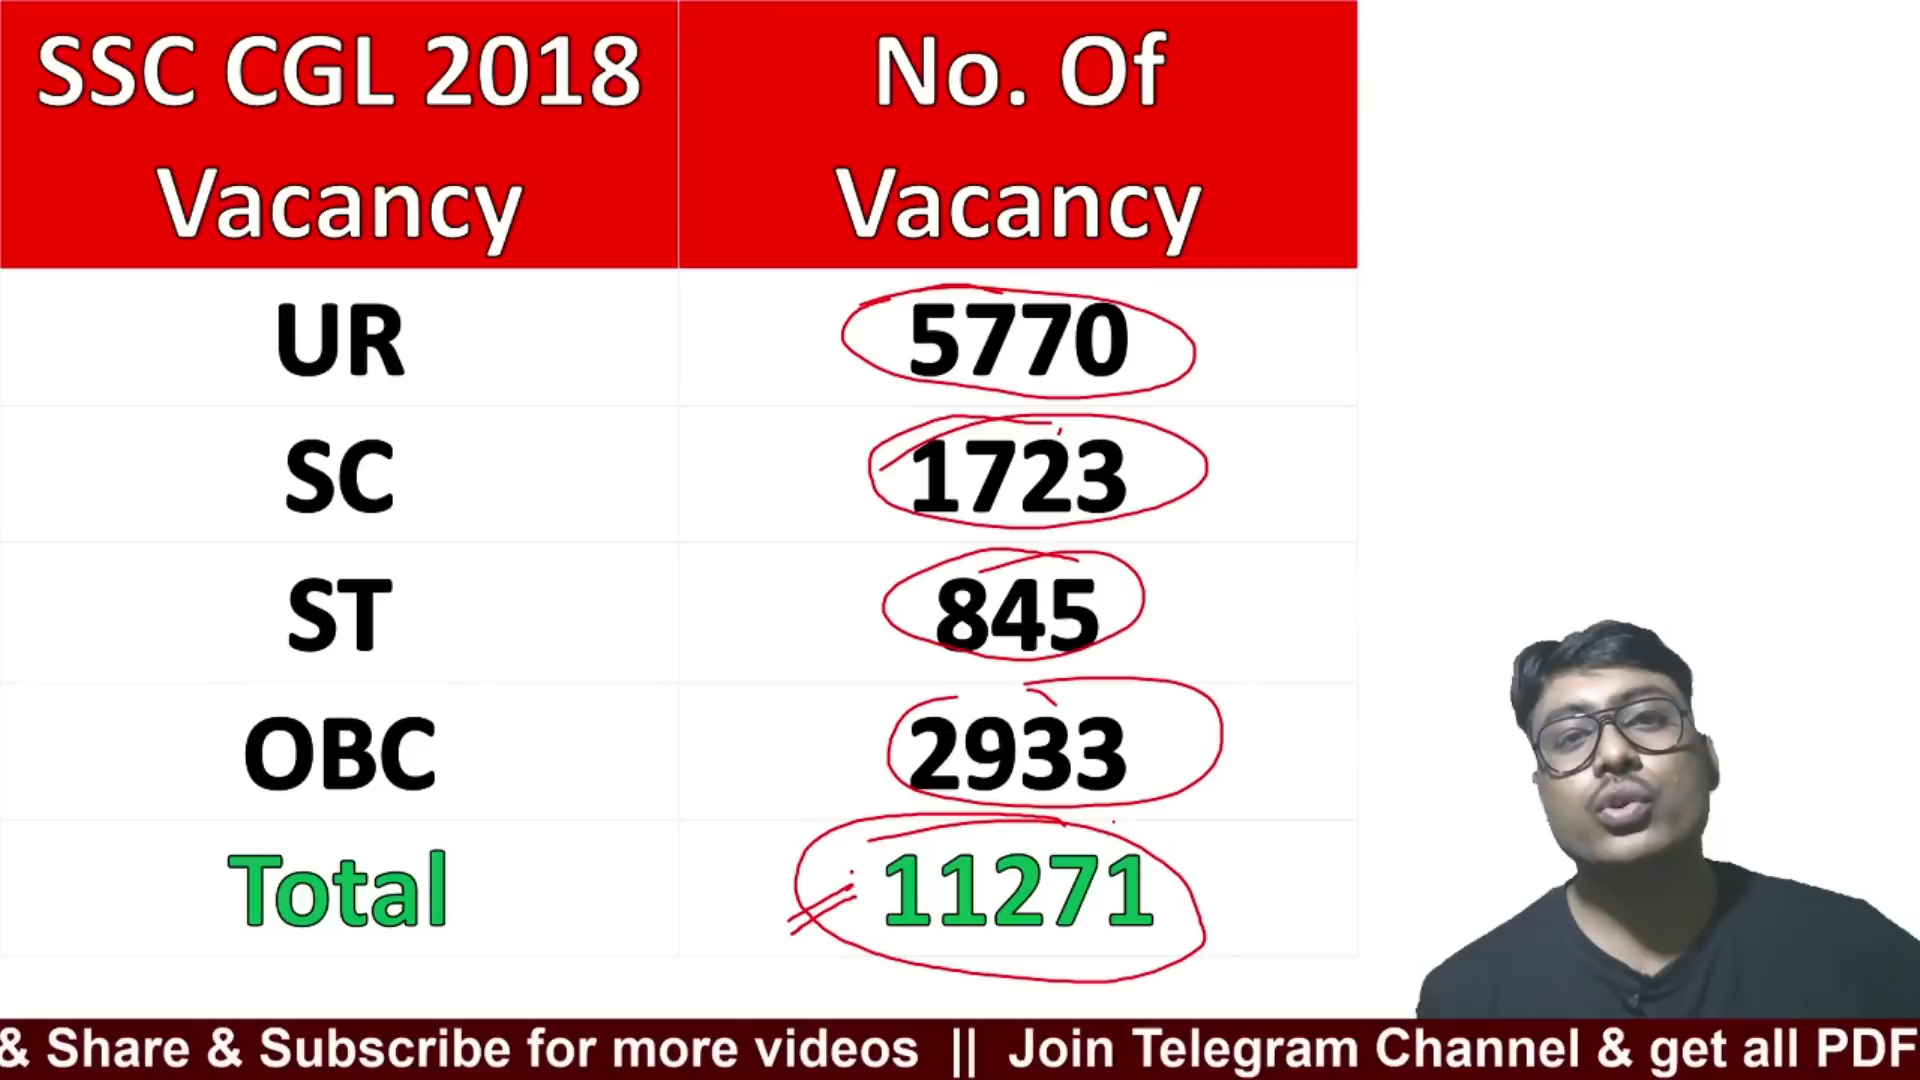 SSC CGL 2018 Vacancy
No. Of Vacancy
UR 5770
SC 1723
ST 845
OBC 2933
Total 11271
& Share & Subscribe for more videos || Join Telegram Channel & get all PDF